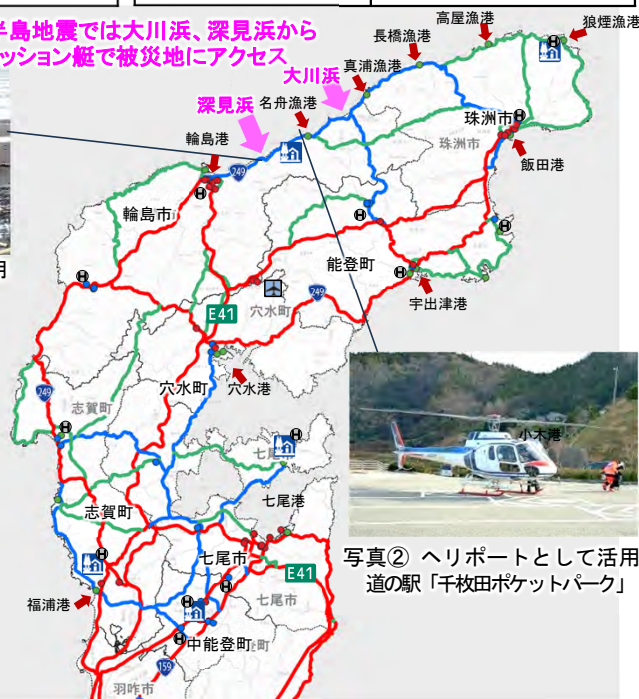 半島地震では大川浜、深見浜から
ッション艇で被災地にアクセス
高屋漁港
狼煙漁港
長橋漁港
真浦漁港
大川浜
名舟漁港
深見浜
輪島港
珠洲市
珠洲市
飯田港
249
輪島市
能登町
249
宇出津港
E41
穴水町
穴水港
穴水町
249
志賀町
小木港
七尾港
志賀町
写真② ヘリポートとして活用
道の駅「千枚田ポケットパーク」
七尾市
E41
七尾市
福浦港
中能登町
159
羽咋市
H
H
H
H
H
H
H
H
H
H
H
H